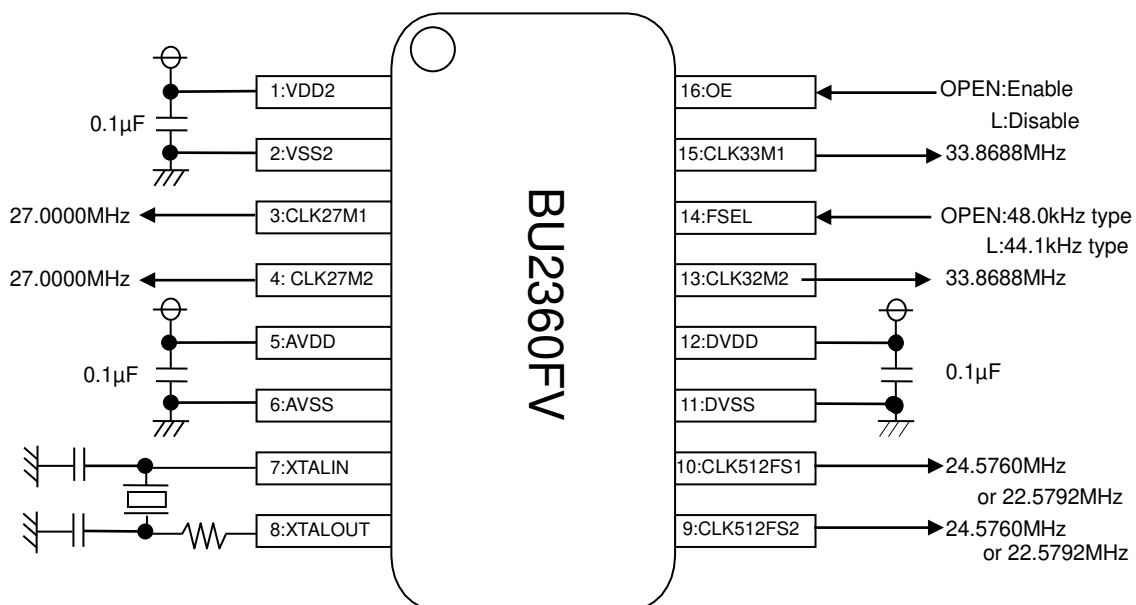 1:VDD2
0.1µF
2:VSS2
27.0000MHz
3:CLK27M1
27.0000MHz
4: CLK27M2
5:AVDD
0.1µF
6:AVSS
7:XTALIN
8:XTALOUT
BU2360FV
16:OE
OPEN:Enable
L:Disable
15:CLK33M1
33.8688MHz
14:FSEL
OPEN:48.0kHz type
L:44.1kHz type
13:CLK32M2
33.8688MHz
12:DVDD
0.1µF
11:DVSS
10:CLK512FS1
24.5760MHz
or 22.5792MHz
9:CLK512FS2
24.5760MHz
or 22.5792MHz